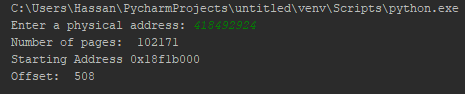 C:\Users\Hassan\PycharmProjects\untitled\venv\Scripts\python.exe
Enter a physical address: 418492924
Number of pages:  102171
Starting Address 0x18f1b000
Offset:  508